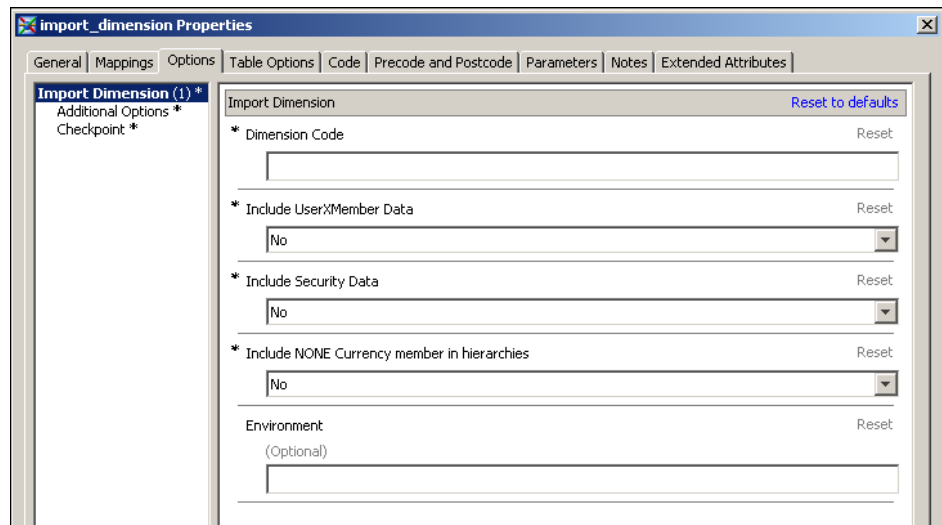 import_dimension Properties
General Mappings Options Table Options Code Precode and Postcode Parameters Notes Extended Attributes
Import Dimension (1) *
Additional Options *
Checkpoint *
Import Dimension Reset to defaults
* Dimension Code Reset
* Include UserXMember Data Reset
No
* Include Security Data Reset
No
* Include NONE Currency member in hierarchies Reset
No
Environment Reset
(Optional)